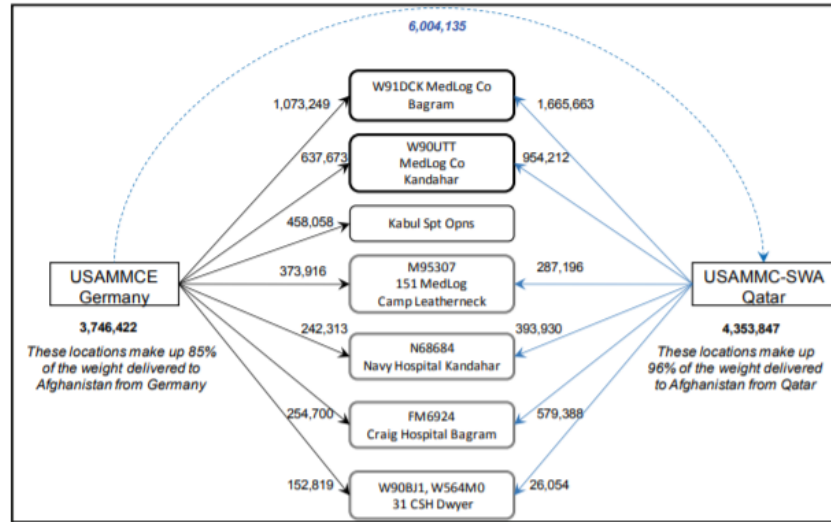 6,004,135
W91DCK MedLog Co
Bagram
1,073,249
1,665,663
W90UTT
MedLog Co
Kandahar
637,673
954,212
458,058
Kabul Spt Opns
USAMMCE
Germany
373,916
M95307
151 MedLog
Camp Leatherneck
287,196
USAMMC-SWA
Qatar
3,746,422
These locations make up 85%
of the weight delivered to
Afghanistan from Germany
242,313
N68684
Navy Hospital Kandahar
393,930
4,353,847
These locations make up
96% of the weight delivered
to Afghanistan from Qatar
254,700
FM6924
Craig Hospital Bagram
579,388
152,819
W90BJ1, W564M0
31 CSH Dwyer
26,054